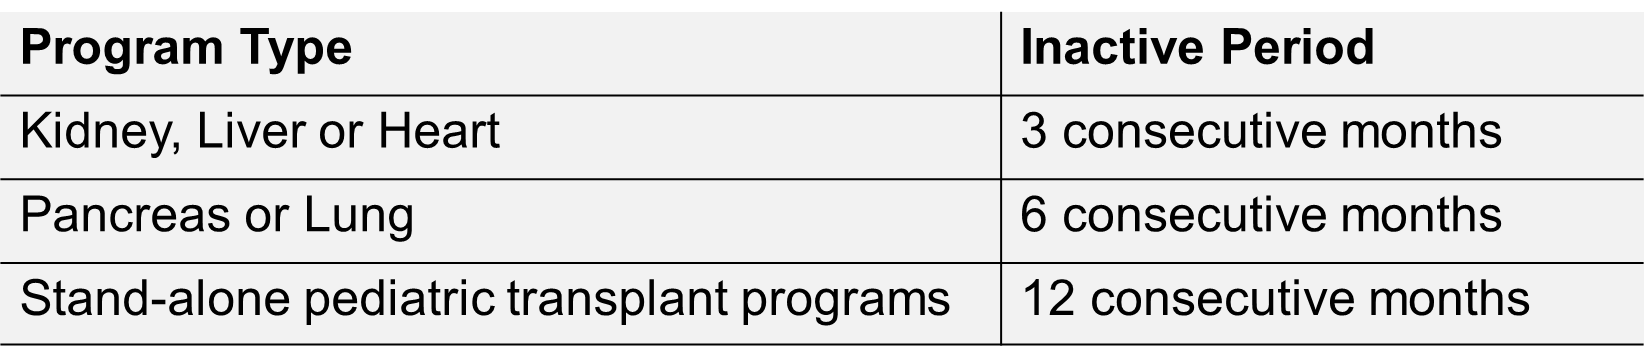 Program Type Inactive Period
Kidney, Liver or Heart 3 consecutive months
Pancreas or Lung 6 consecutive months
Stand-alone pediatric transplant programs 12 consecutive months